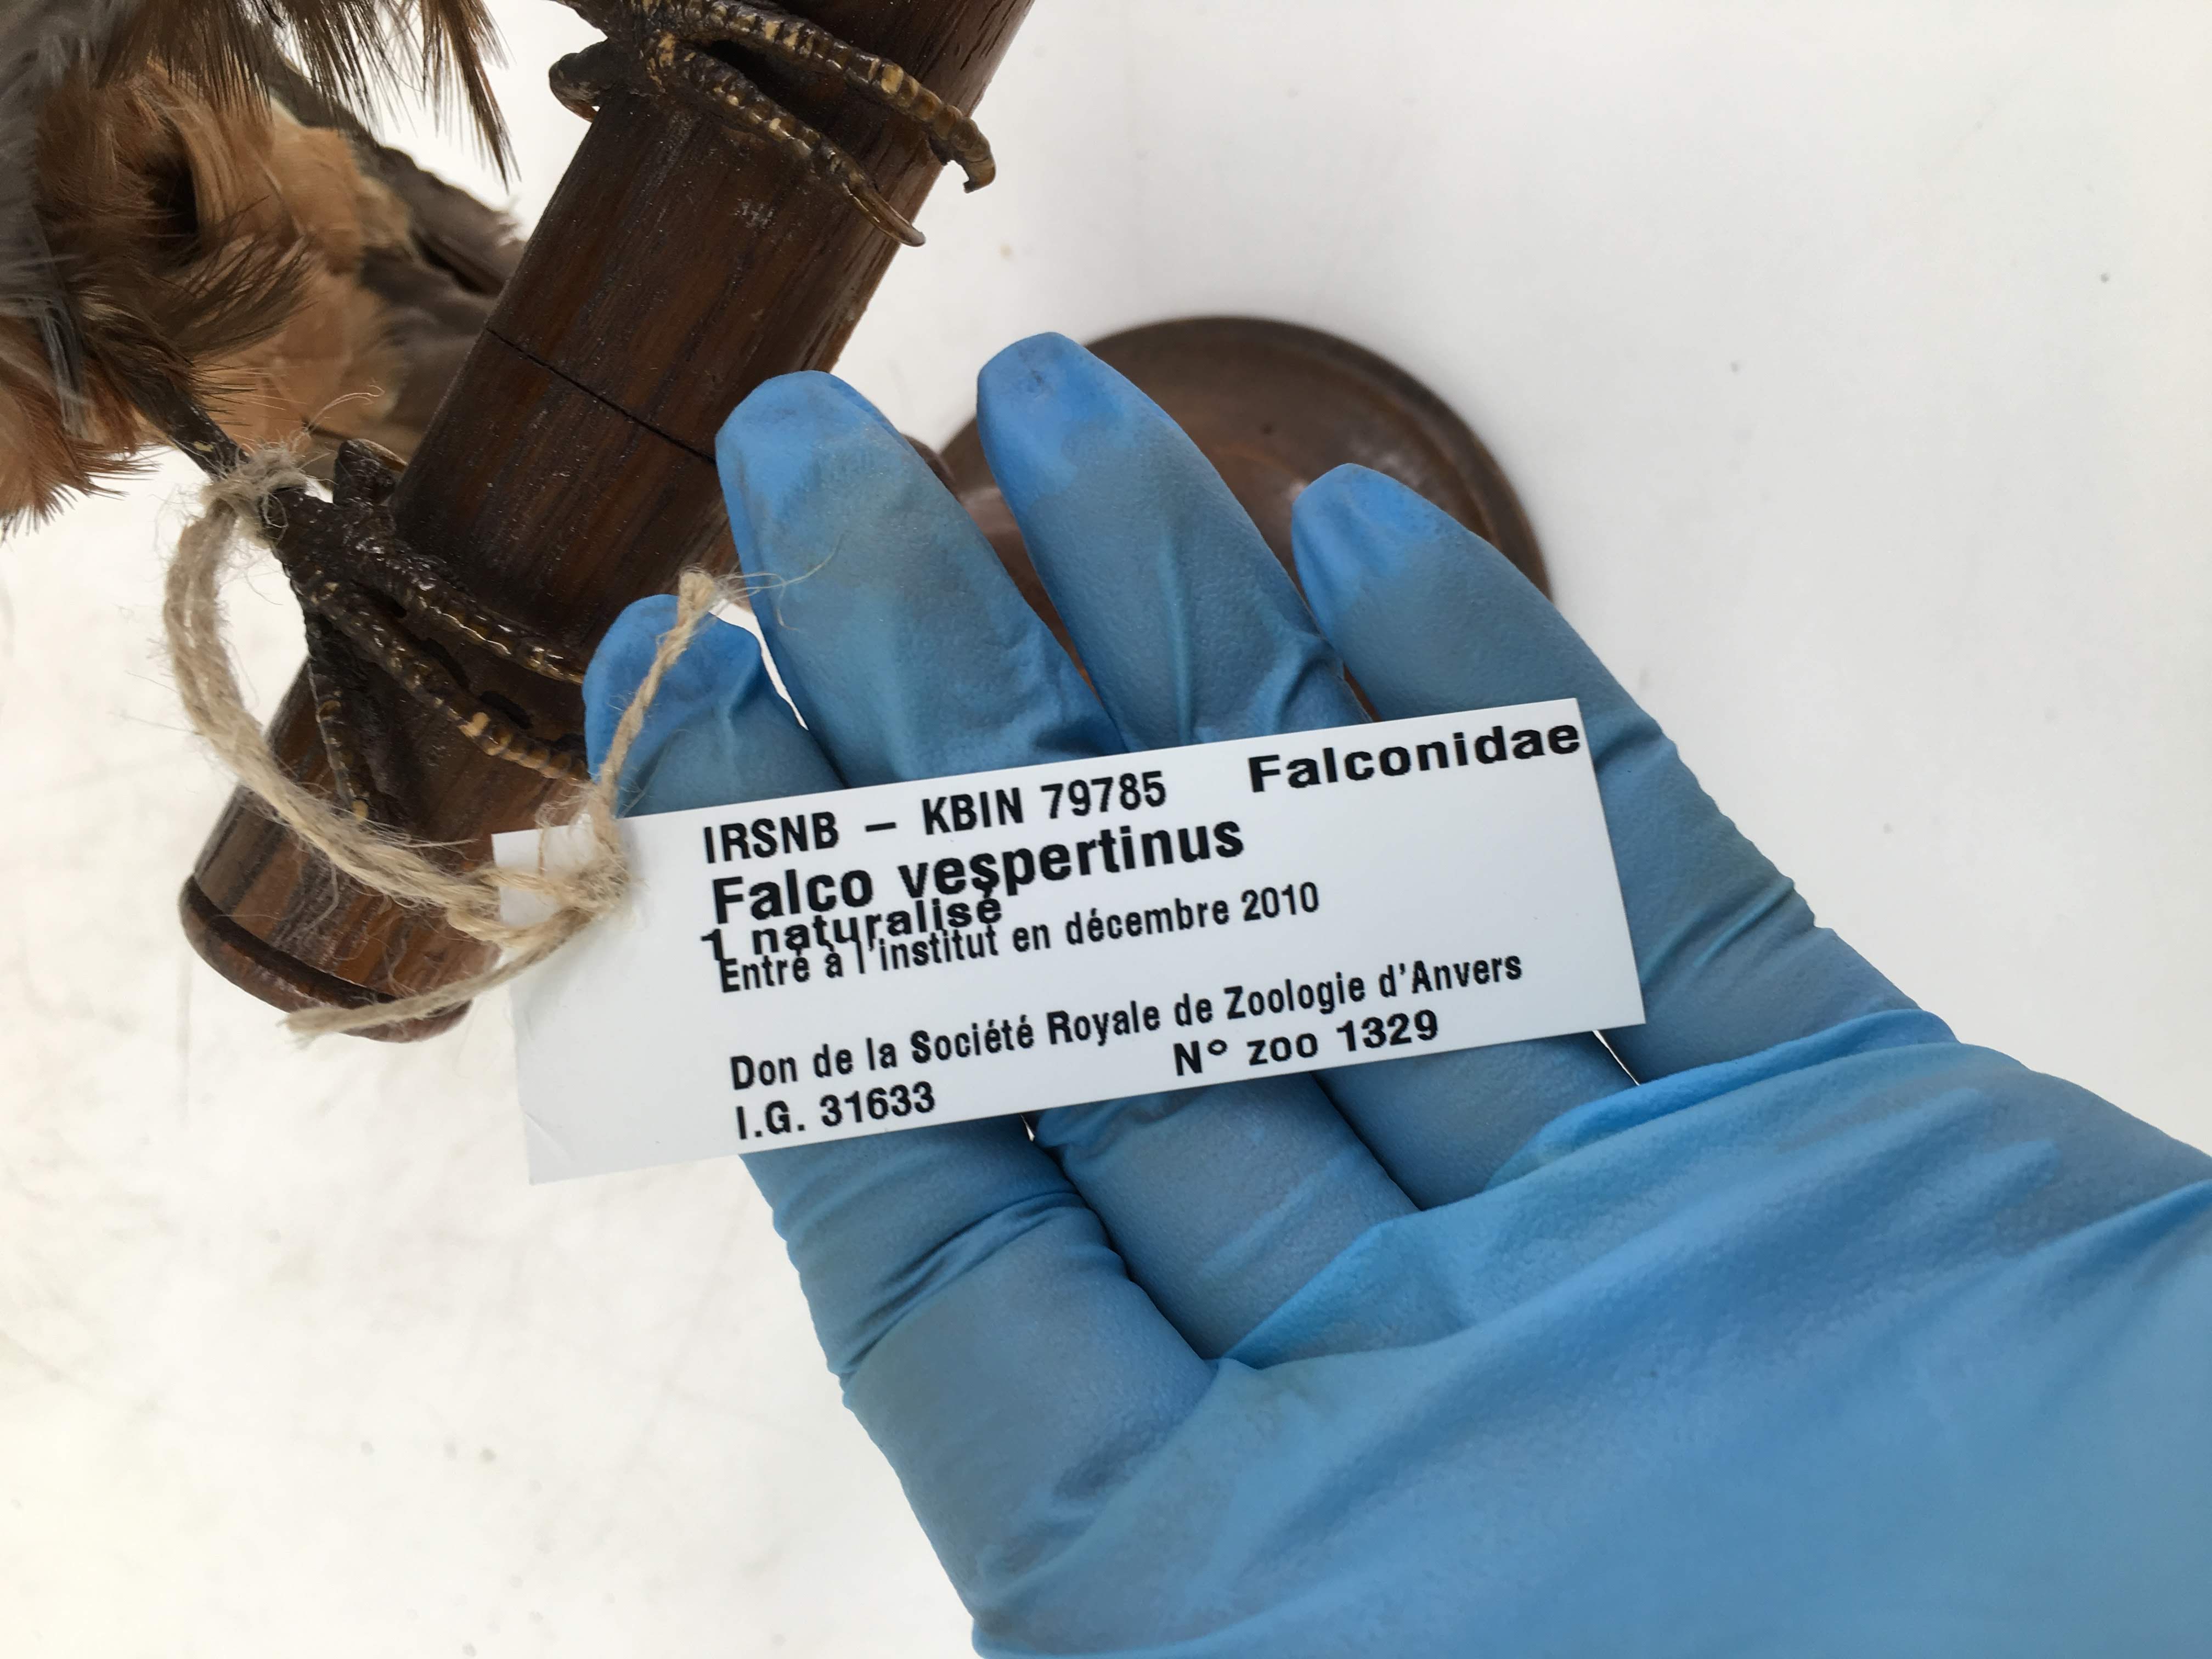 IRSNB – KBIN 79785 Falconidae
Falco vespertinus
1 naturalisé
Entré à l'institut en décembre 2010
Don de la Société Royale de Zoologie d'Anvers
N° zoo 1329
I.G. 31633